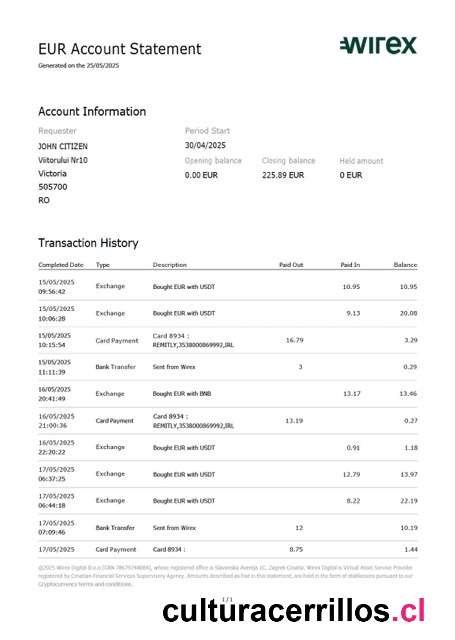 EUR Account Statement
wirex
Generated on the 25/05/2025
Account Information
Requester Period Start
JOHN CITIZEN 30/04/2025
Viitorului Nr10 Opening balance Closing balance Held amount
Victoria 0.00 EUR 225.89 EUR 0 EUR
505700
RO
Transaction History
Completed Date Type Description Paid Out Paid In Balance
15/05/2025
09:56:42 Exchange Bought EUR with USDT 10.95 10.95
15/05/2025
10:06:28 Exchange Bought EUR with USDT 9.13 20.08
15/05/2025
10:15:54 Card Payment Card 8934 :
REMITLY,3538000869992,IRL 16.79 3.29
15/05/2025
11:11:39 Bank Transfer Sent from Wirex 3 0.29
16/05/2025
20:41:49 Exchange Bought EUR with BNB 13.17 13.46
16/05/2025
21:00:36 Card Payment Card 8934 :
REMITLY,3538000869992,IRL 13.19 0.27
16/05/2025
22:20:22 Exchange Bought EUR with USDT 0.91 1.18
17/05/2025
06:37:25 Exchange Bought EUR with USDT 12.79 13.97
17/05/2025
06:44:18 Exchange Bought EUR with USDT 8.22 22.19
17/05/2025
07:09:46 Bank Transfer Sent from Wirex 12 10.19
17/05/2025 Card Payment Card 8934 : 8.75 1.44
@2025 Wirex Digital D.o.o whose registered office is Slavonska Avenija 1C, Zagreb Croatia. Wirex Digital is Virtual Asset Service Provider
registered by Croatian Financial Services Supervisory Agency. Amounts described as fiat in this statement, are held in the form of stablecoins pursuant to our
Cryptocurrency terms and conditions.
1 / 1
culturacerrillos.cl